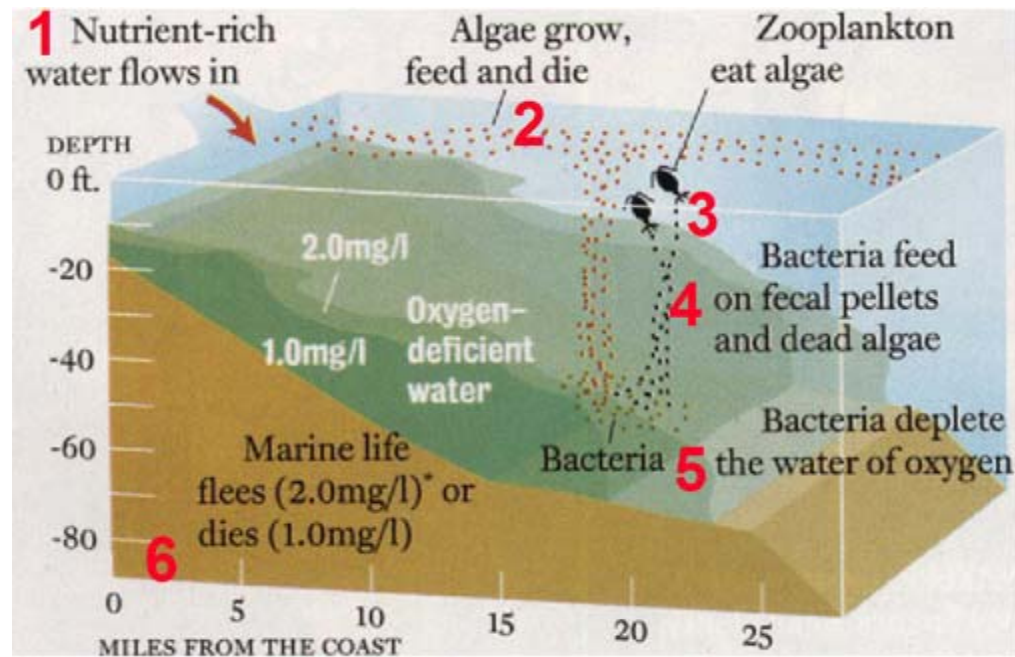 1 Nutrient-rich
water flows in
Algae grow,
feed and die
2
Zooplankton
eat algae
3
DEPTH
0 ft.
-20
-40
-60
-80
2.0mg/l
1.0mg/l
Oxygen-
deficient
water
4 Bacteria feed
on fecal pellets
and dead algae
Bacteria
5 Bacteria deplete
the water of oxygen
Marine life
flees (2.0mg/l)* or
dies (1.0mg/l)
6
0 5 10 15 20 25
MILES FROM THE COAST